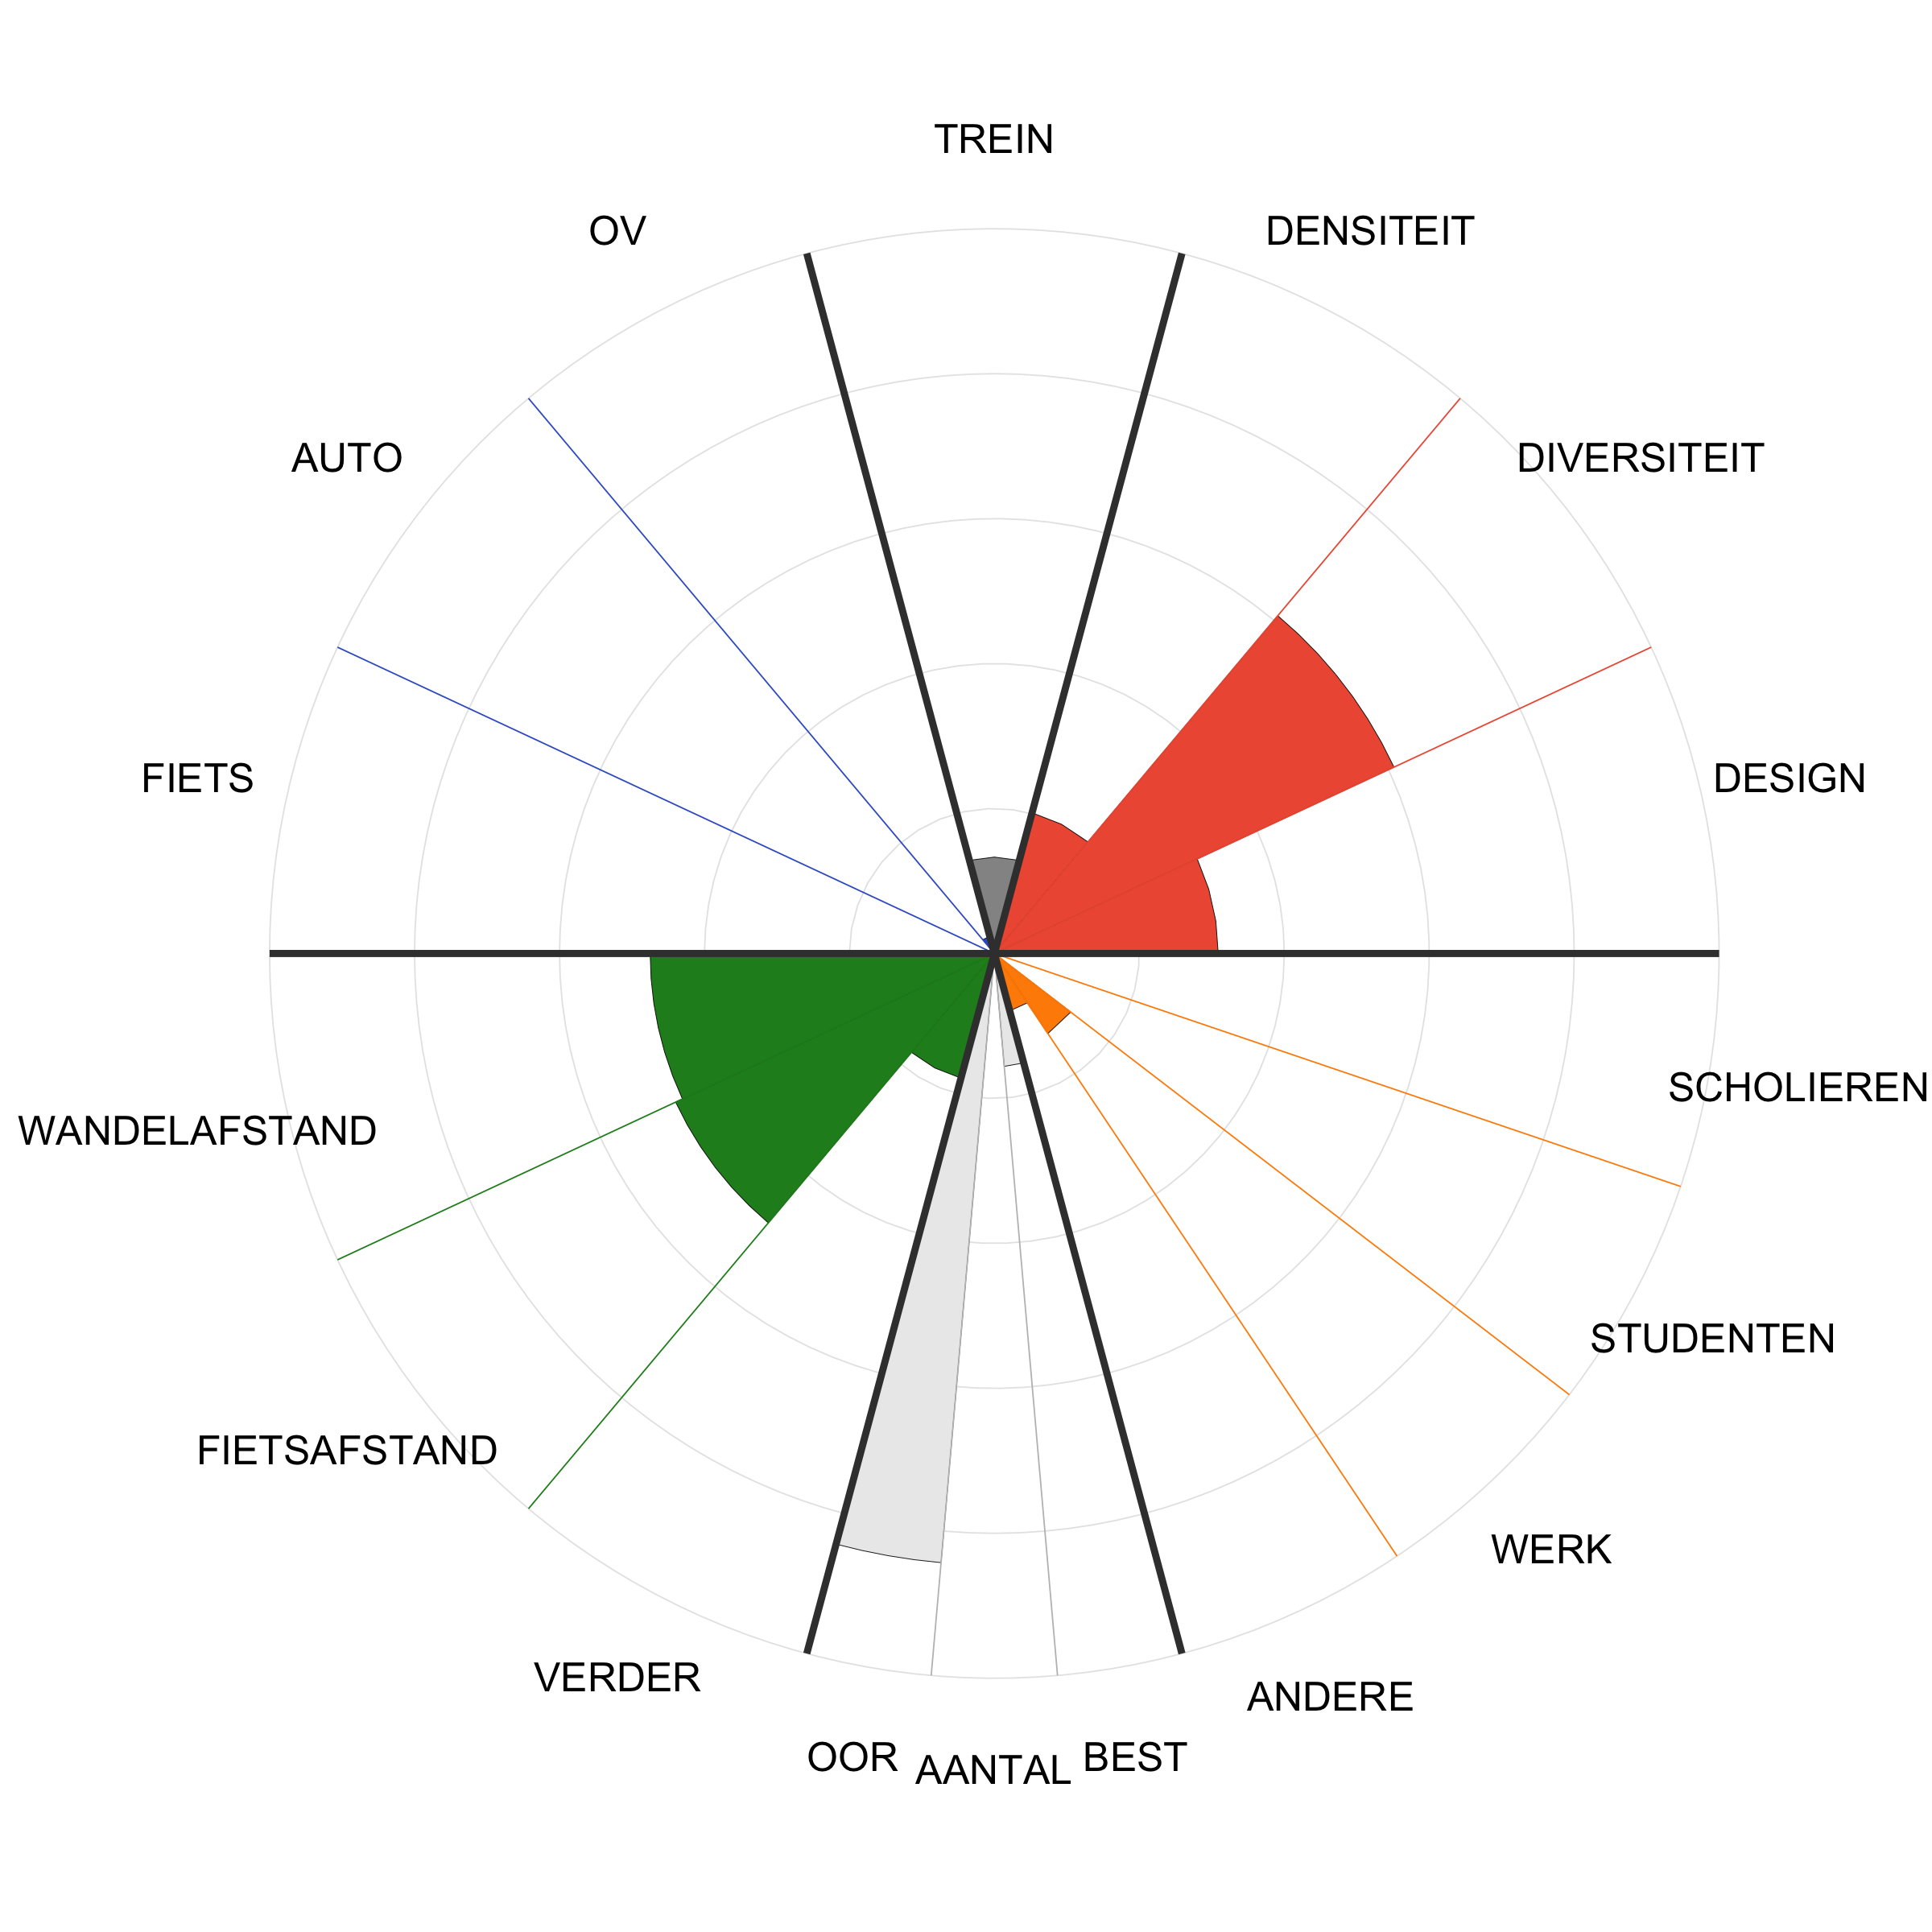 TREIN
OV
DENSITEIT
AUTO
DIVERSITEIT
FIETS
DESIGN
SCHOLIEREN
WANDELAFSTAND
STUDENTEN
FIETSAFSTAND
WERK
VERDER
ANDERE
OOR
AANTAL
BEST